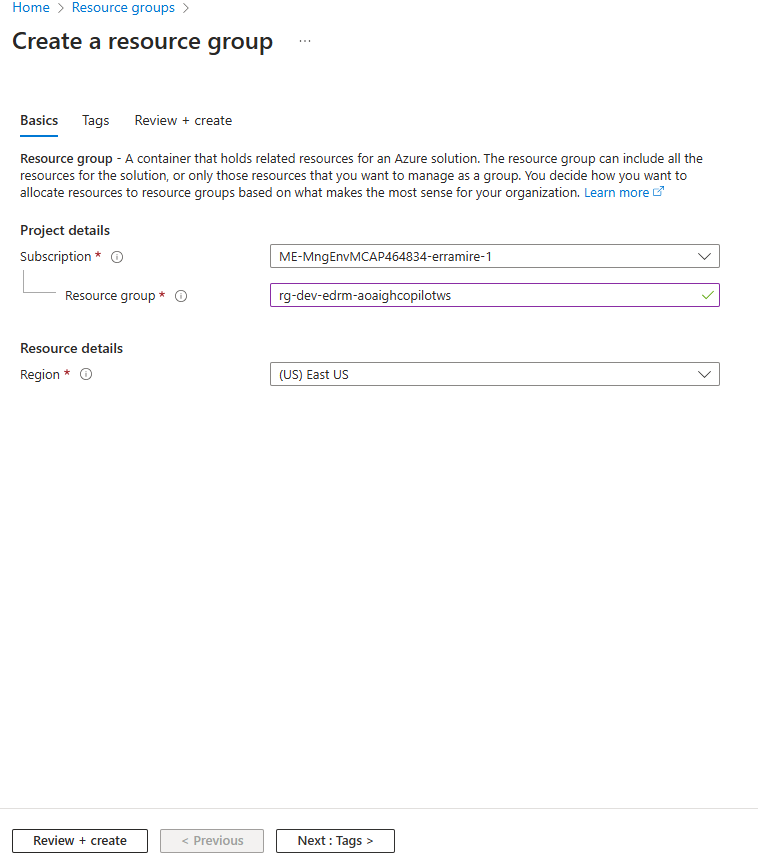 Home > Resource groups >
Create a resource group ...
Basics Tags Review + create
Resource group - A container that holds related resources for an Azure solution. The resource group can include all the
resources for the solution, or only those resources that you want to manage as a group. You decide how you want to
allocate resources to resource groups based on what makes the most sense for your organization. Learn more
Project details
Subscription * ME-MngEnvMCAP464834-erramire-1
Resource group * rg-dev-edrm-aoaighcopilotws
Resource details
Region * (US) East US
Review + create < Previous Next : Tags >